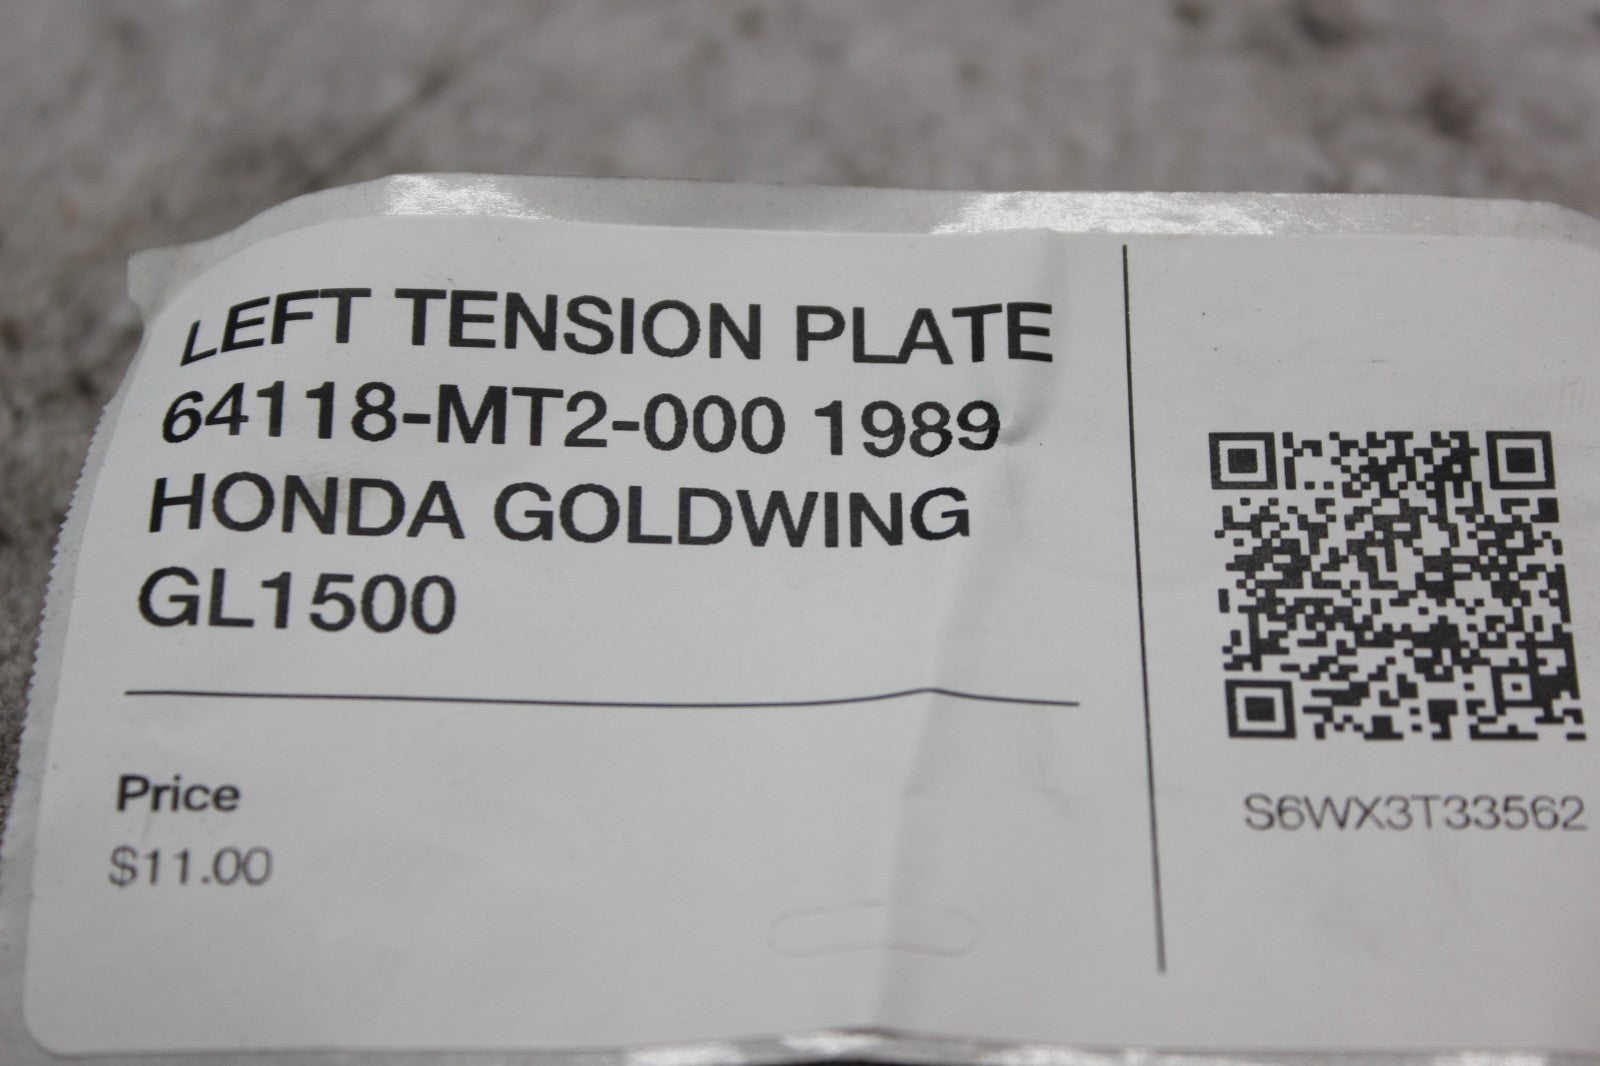 LEFT TENSION PLATE
64118-MT2-000 1989
HONDA GOLDWING
GL1500
Price
$11.00
S6WX3T33562